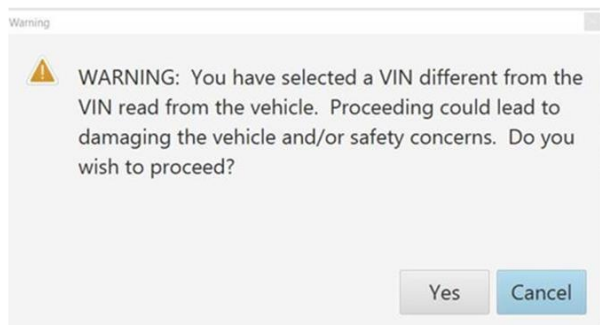 Warning
WARNING:  You have selected a VIN different from the
VIN read from the vehicle.  Proceeding could lead to
damaging the vehicle and/or safety concerns.  Do you
wish to proceed?
Yes
Cancel